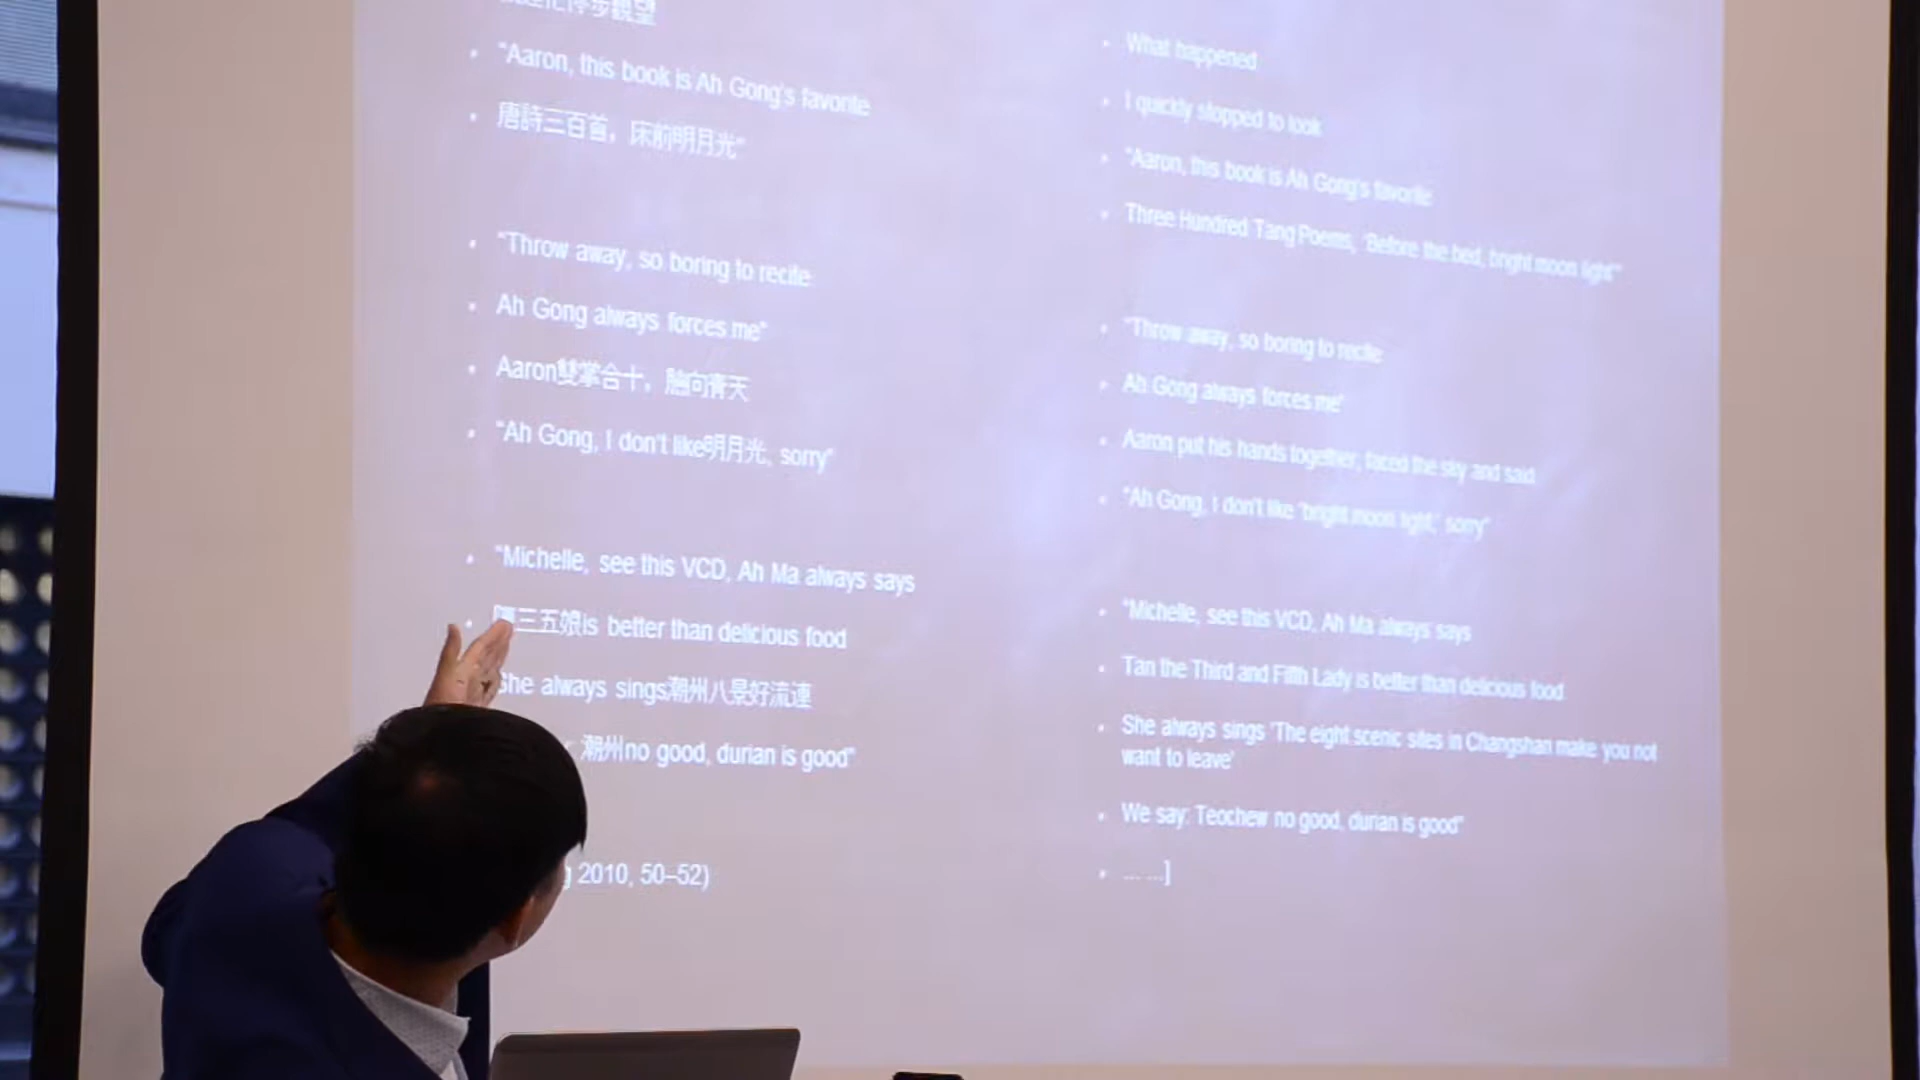 停步觀望
"Aaron, this book is Ah Gong's favorite
唐詩三百首，床前明月光"
"Throw away, so boring to recite
Ah Gong always forces me"
Aaron雙掌合十，臉向青天
"Ah Gong, I don't like明月光, sorry"
"Michelle, see this VCD, Ah Ma always says
三五娘is better than delicious food
She always sings潮州八景好流連
潮州no good, durian is good"
2010, 50–52)
What happened
I quickly stopped to look
"Aaron, this book is Ah Gong's favorite
Three Hundred Tang Poems, 'Before the bed, bright moon light'"
"Throw away, so boring to recite
Ah Gong always forces me"
Aaron put his hands together, faced the sky and said
"Ah Gong, I don't like 'bright moon light,' sorry"
"Michelle, see this VCD, Ah Ma always says
Tan the Third and Fifth Lady is better than delicious food
She always sings 'The eight scenic sites in Changshan make you not
want to leave'
We say: Teochew no good, durian is good"
... ...]